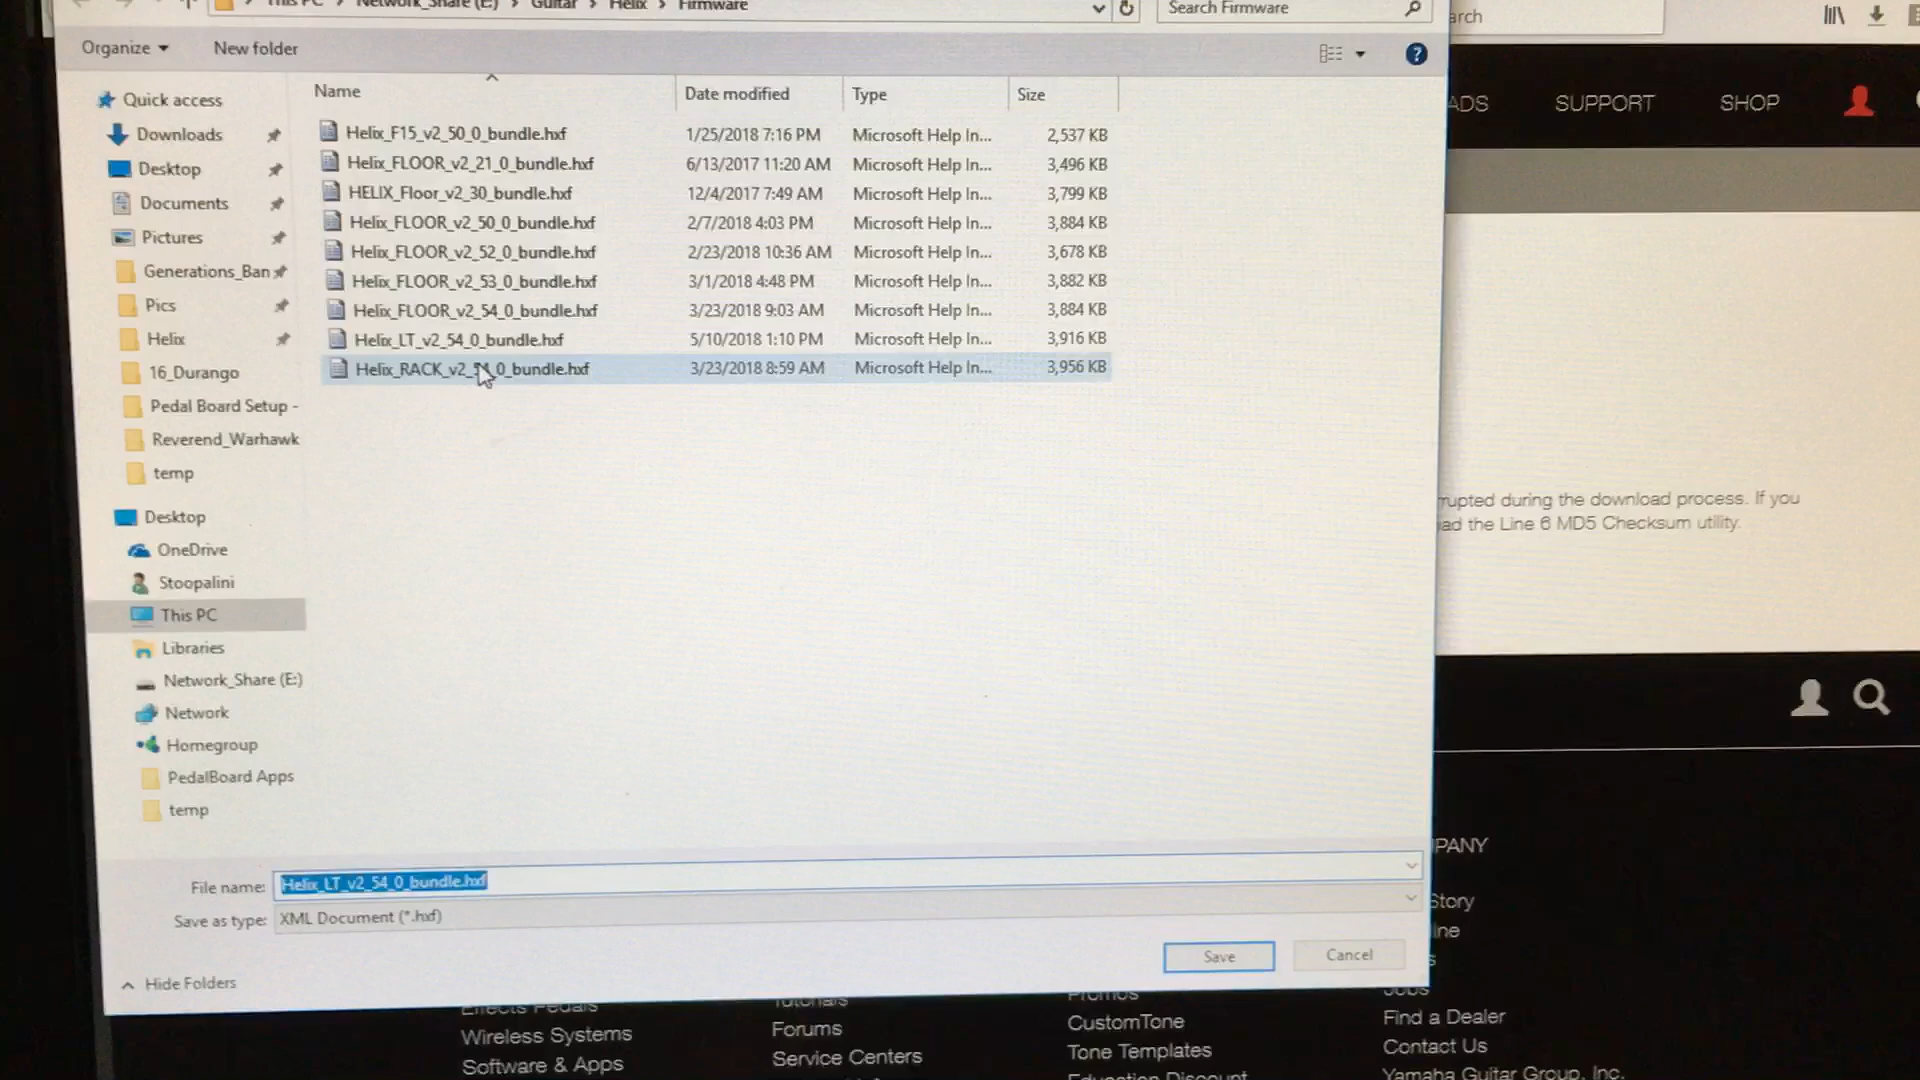 This PC > Network_Share (E:) > Guitar > Helix > Firmware
Search Firmware
arch
Organize
New folder
?
ADS
SUPPORT
SHOP
Name
Date modified
Type
Size
Helix_F15_v2_50_0_bundle.hxf 1/25/2018 7:16 PM Microsoft Help In... 2,537 KB
Helix_FLOOR_v2_21_0_bundle.hxf 6/13/2017 11:20 AM Microsoft Help In... 3,496 KB
HELIX_Floor_v2_30_bundle.hxf 12/4/2017 7:49 AM Microsoft Help In... 3,799 KB
Helix_FLOOR_v2_50_0_bundle.hxf 2/7/2018 4:03 PM Microsoft Help In... 3,884 KB
Helix_FLOOR_v2_52_0_bundle.hxf 2/23/2018 10:36 AM Microsoft Help In... 3,678 KB
Helix_FLOOR_v2_53_0_bundle.hxf 3/1/2018 4:48 PM Microsoft Help In... 3,882 KB
Helix_FLOOR_v2_54_0_bundle.hxf 3/23/2018 9:03 AM Microsoft Help In... 3,884 KB
Helix_LT_v2_54_0_bundle.hxf 5/10/2018 1:10 PM Microsoft Help In... 3,916 KB
Helix_RACK_v2_54_0_bundle.hxf 3/23/2018 8:59 AM Microsoft Help In... 3,956 KB
Quick access
Downloads
Desktop
Documents
Pictures
Generations_Ban
Pics
Helix
16_Durango
Pedal Board Setup -
Reverend_Warhawk
temp
Desktop
OneDrive
Stoopalini
This PC
Libraries
Network_Share (E:)
Network
Homegroup
PedalBoard Apps
temp
rupted during the download process. If you
ad the Line 6 MD5 Checksum utility.
File name: Helix_LT_v2_54_0_bundle.hxf
Save as type: XML Document (*.hxf)
Save
Cancel
Hide Folders
PANY
Story
ine
s
Jobs
Find a Dealer
Contact Us
Yamaha Guitar Group, Inc.
Effects Pedals
Wireless Systems
Software & Apps
Tutorials
Forums
Service Centers
Promos
CustomTone
Tone Templates
Education Discount